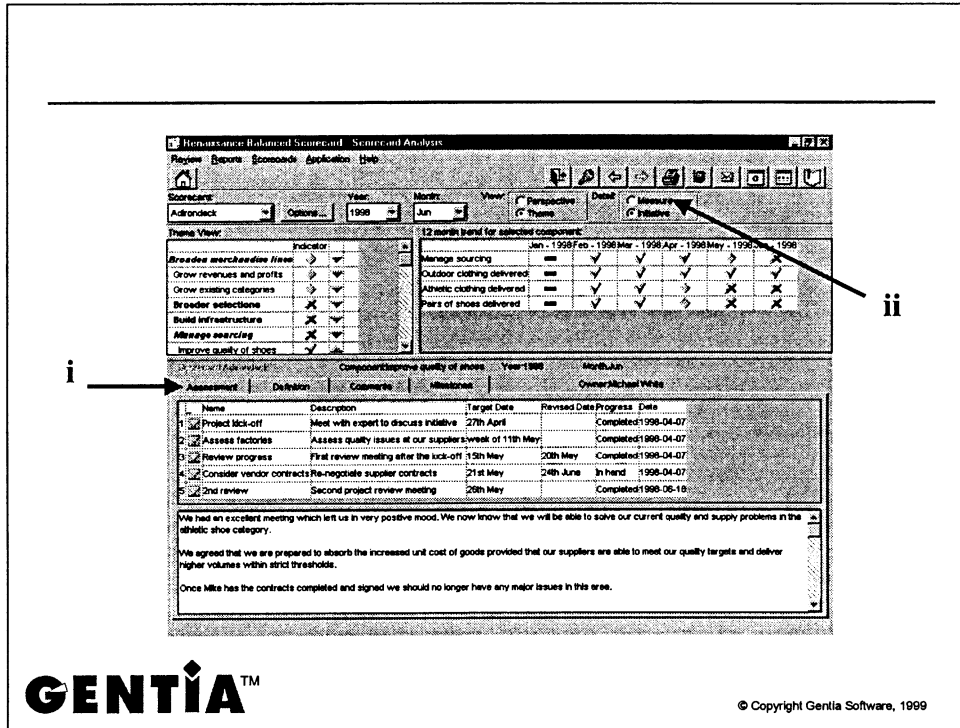 Renaissance Balanced Scorecard - Scorecard Analysis
Review Reports Scorecards Application Help
Scorecard: Year: Month: View: Perspective Detail: Measure
Adirondeck Options... 1998 Jun Theme Initiative
ii
Theme View:
Indicator
Broaden merchandise lines
Grow revenues and profits
Grow existing categories
Broader selections
Build infrastructure
Manage sourcing
Improve quality of shoes
12 month trend for selected component:
Jan - 1998 Feb - 1998 Mar - 1998 Apr - 1998 May - 1998 - 1998
Manage sourcing
Outdoor clothing delivered
Athletic clothing delivered
Pairs of shoes delivered
i
Scorecard:Adirondeck Component:Improve quality of shoes Year:1998 Month:Jun
Assessment Definition Comments Milestones Owner:Michael White
Name Description Target Date Revised Date Progress Date
1 Project kick-off Meet with expert to discuss initiative 27th April Completed 1998-04-07
2 Assess factories Assess quality issues at our suppliers week of 11th May Completed 1998-04-07
3 Review progress First review meeting after the kick-off 15th May 20th May Completed 1998-04-07
4 Consider vendor contracts Re-negotiate supplier contracts 21st May 24th June In hand 1998-04-07
5 2nd review Second project review meeting 26th May Completed 1998-06-18
We had an excellent meeting which left us in very positive mood. We now know that we will be able to solve our current quality and supply problems in the
athletic shoe category.
We agreed that we are prepared to absorb the increased unit cost of goods provided that our suppliers are able to meet our quality targets and deliver
higher volumes within strict thresholds.
Once Mike has the contracts completed and signed we should no longer have any major issues in this area.
GENTIA™
© Copyright Gentia Software, 1999